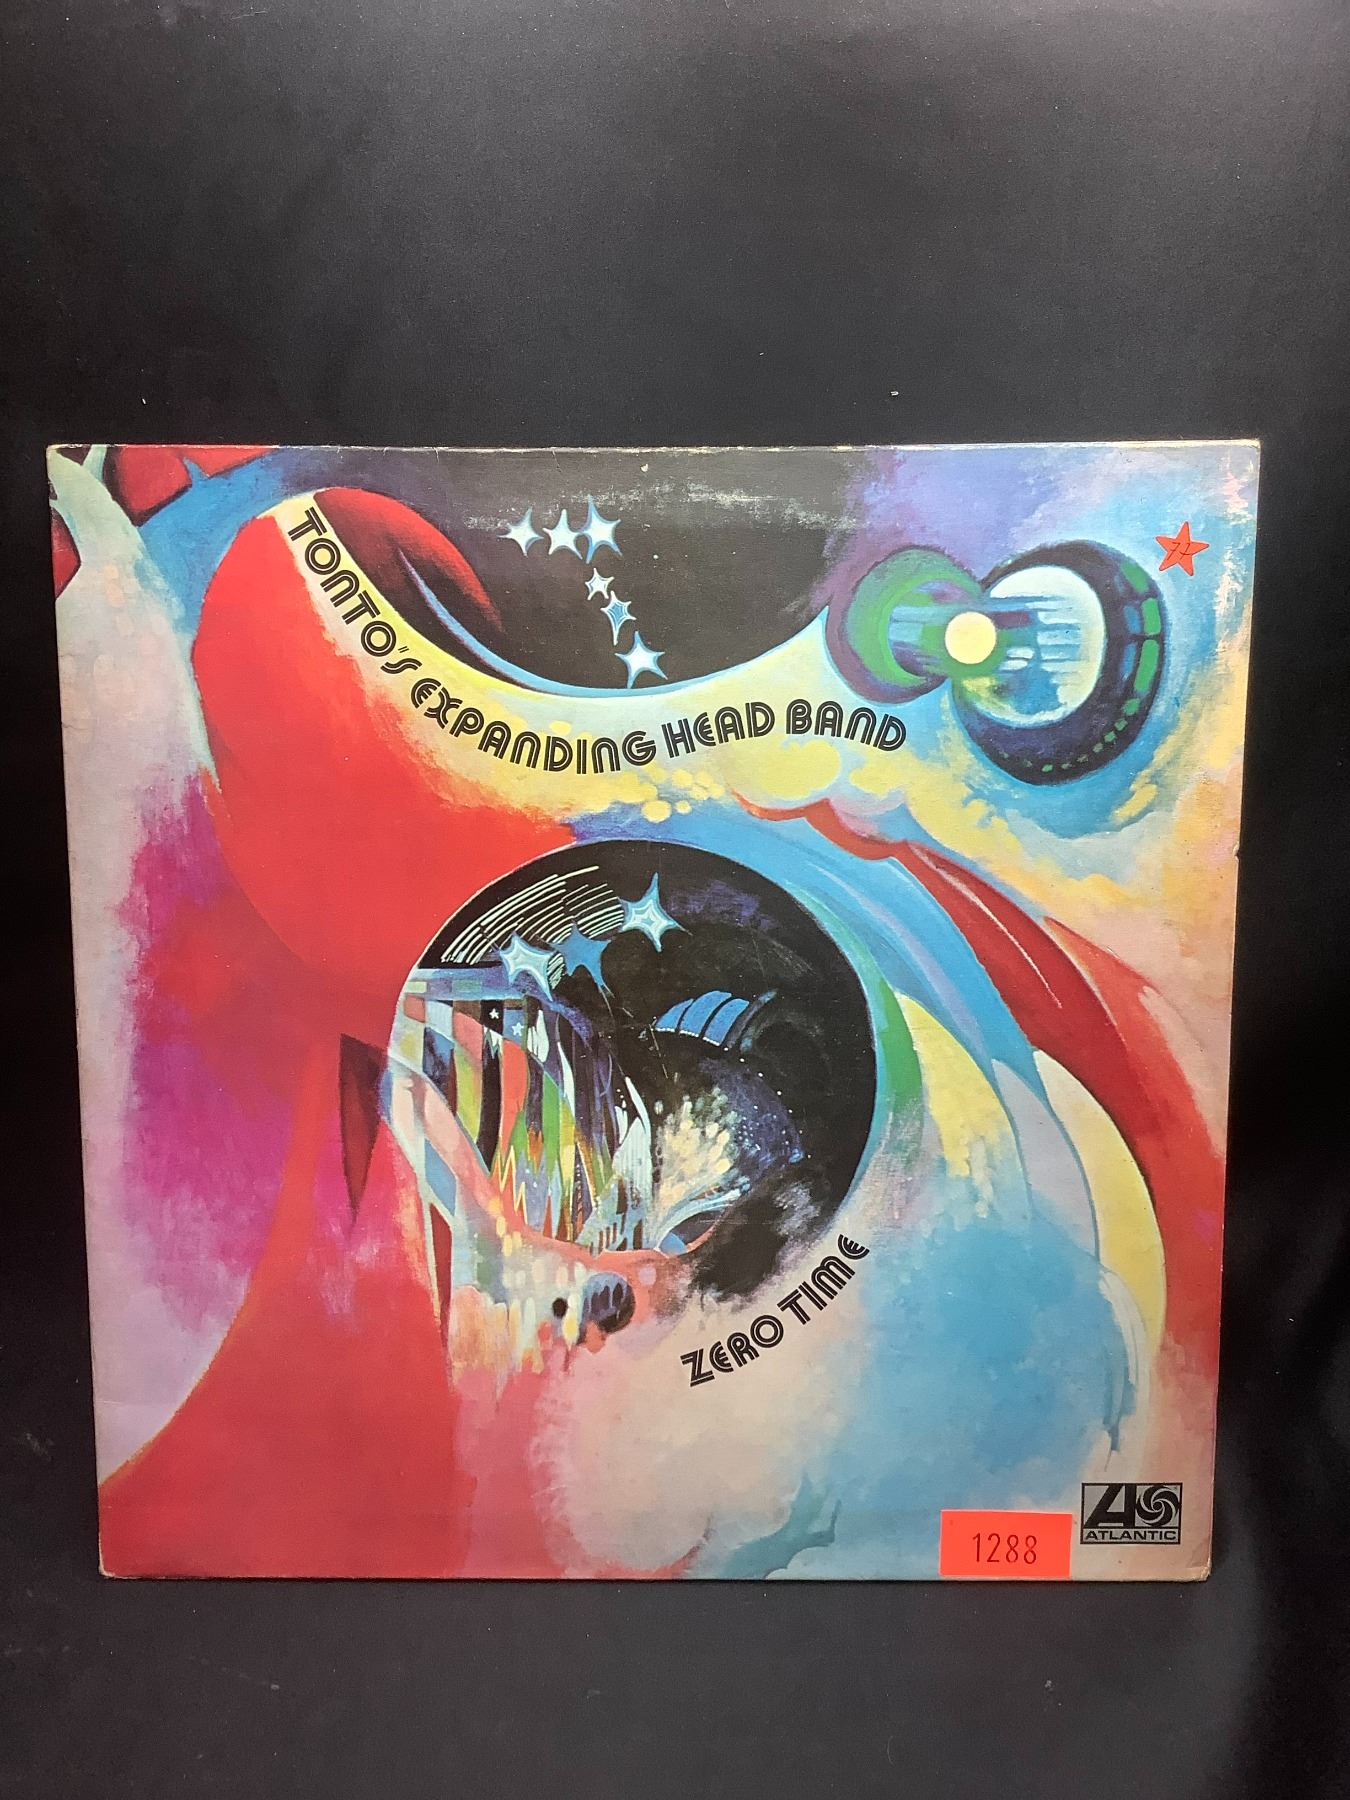 TONTO'S EXPANDING HEAD BAND
ZERO TIME
ATLANTIC
1288